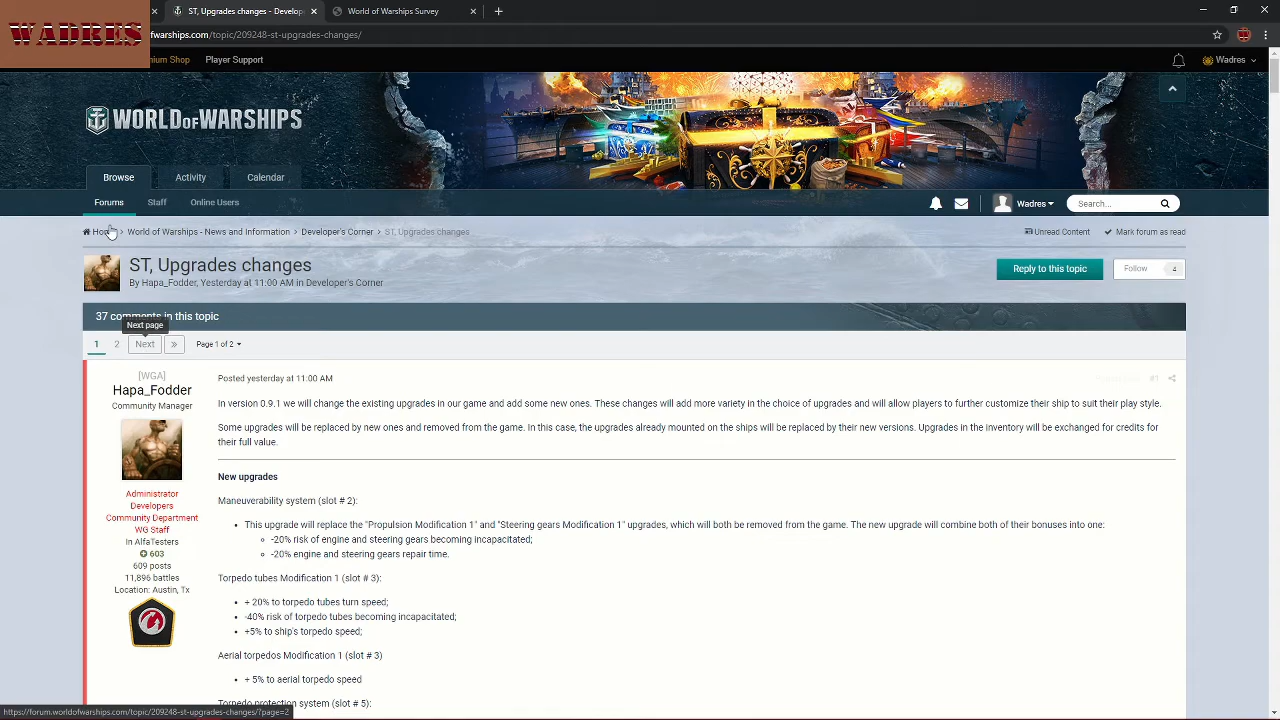 WADRES
ST, Upgrades changes - Develop
World of Warships Survey
warships.com/topic/209248-st-upgrades-changes/
Premium Shop Player Support
Wadres
WORLD OF WARSHIPS
Browse Activity Calendar
Forums Staff Online Users
Wadres Search...
Home World of Warships - News and Information Developer's Corner ST, Upgrades changes
Unread Content Mark forum as read
ST, Upgrades changes
By Hapa_Fodder, Yesterday at 11:00 AM in Developer's Corner
Reply to this topic Follow 4
37 comments in this topic
Next page
1 2 Next » Page 1 of 2
[WGA]
Hapa_Fodder
Community Manager
Administrator
Developers
Community Department
WG Staff
In AlfaTesters
603
609 posts
11,896 battles
Location: Austin, Tx
Posted yesterday at 11:00 AM
#1
In version 0.9.1 we will change the existing upgrades in our game and add some new ones. These changes will add more variety in the choice of upgrades and will allow players to further customize their ship to suit their play style.
Some upgrades will be replaced by new ones and removed from the game. In this case, the upgrades already mounted on the ships will be replaced by their new versions. Upgrades in the inventory will be exchanged for credits for
their full value.
New upgrades
Maneuverability system (slot # 2):
This upgrade will replace the "Propulsion Modification 1" and "Steering gears Modification 1" upgrades, which will both be removed from the game. The new upgrade will combine both of their bonuses into one:
-20% risk of engine and steering gears becoming incapacitated;
-20% engine and steering gears repair time.
Torpedo tubes Modification 1 (slot # 3):
+ 20% to torpedo tubes turn speed;
-40% risk of torpedo tubes becoming incapacitated;
+5% to ship's torpedo speed;
Aerial torpedos Modification 1 (slot # 3)
+ 5% to aerial torpedo speed
Torpedo protection system (slot # 5):
https://forum.worldofwarships.com/topic/209248-st-upgrades-changes/?page=2